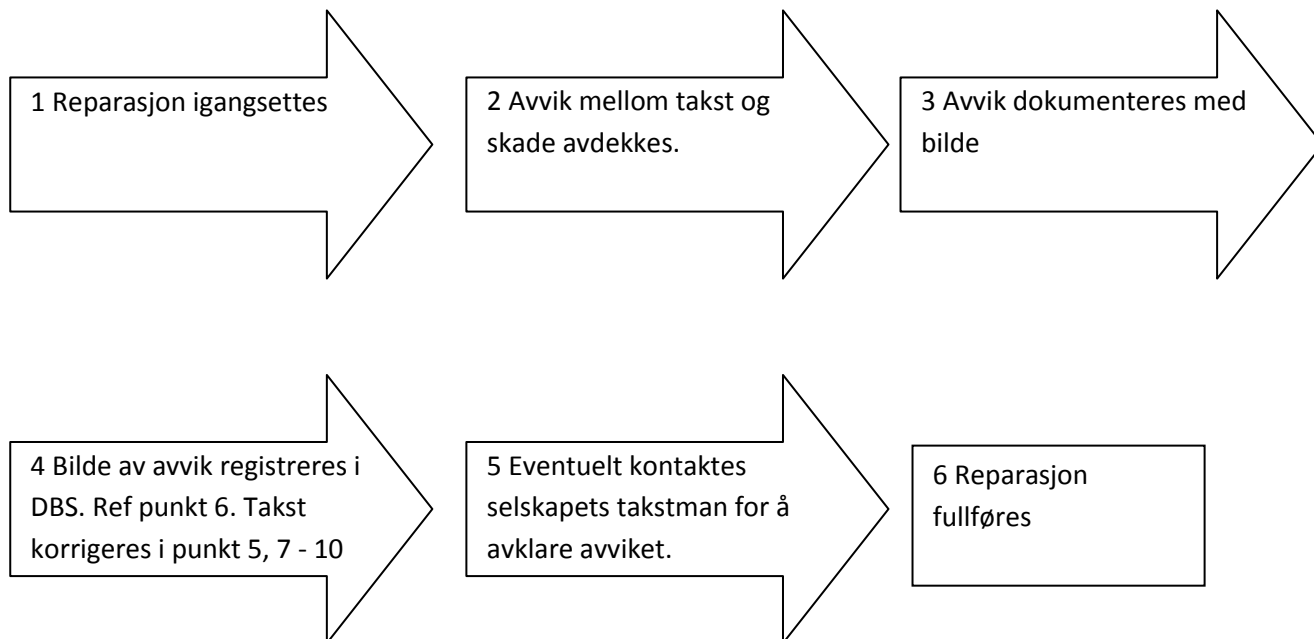 1 Reparasjon igangsettes
2 Avvik mellom takst og
skade avdekkes.
3 Avvik dokumenteres med
bilde
4 Bilde av avvik registreres i
DBS. Ref punkt 6. Takst
korrigeres i punkt 5, 7 - 10
5 Eventuelt kontaktes
selskapets takstman for å
avklare avviket.
6 Reparasjon
fullføres